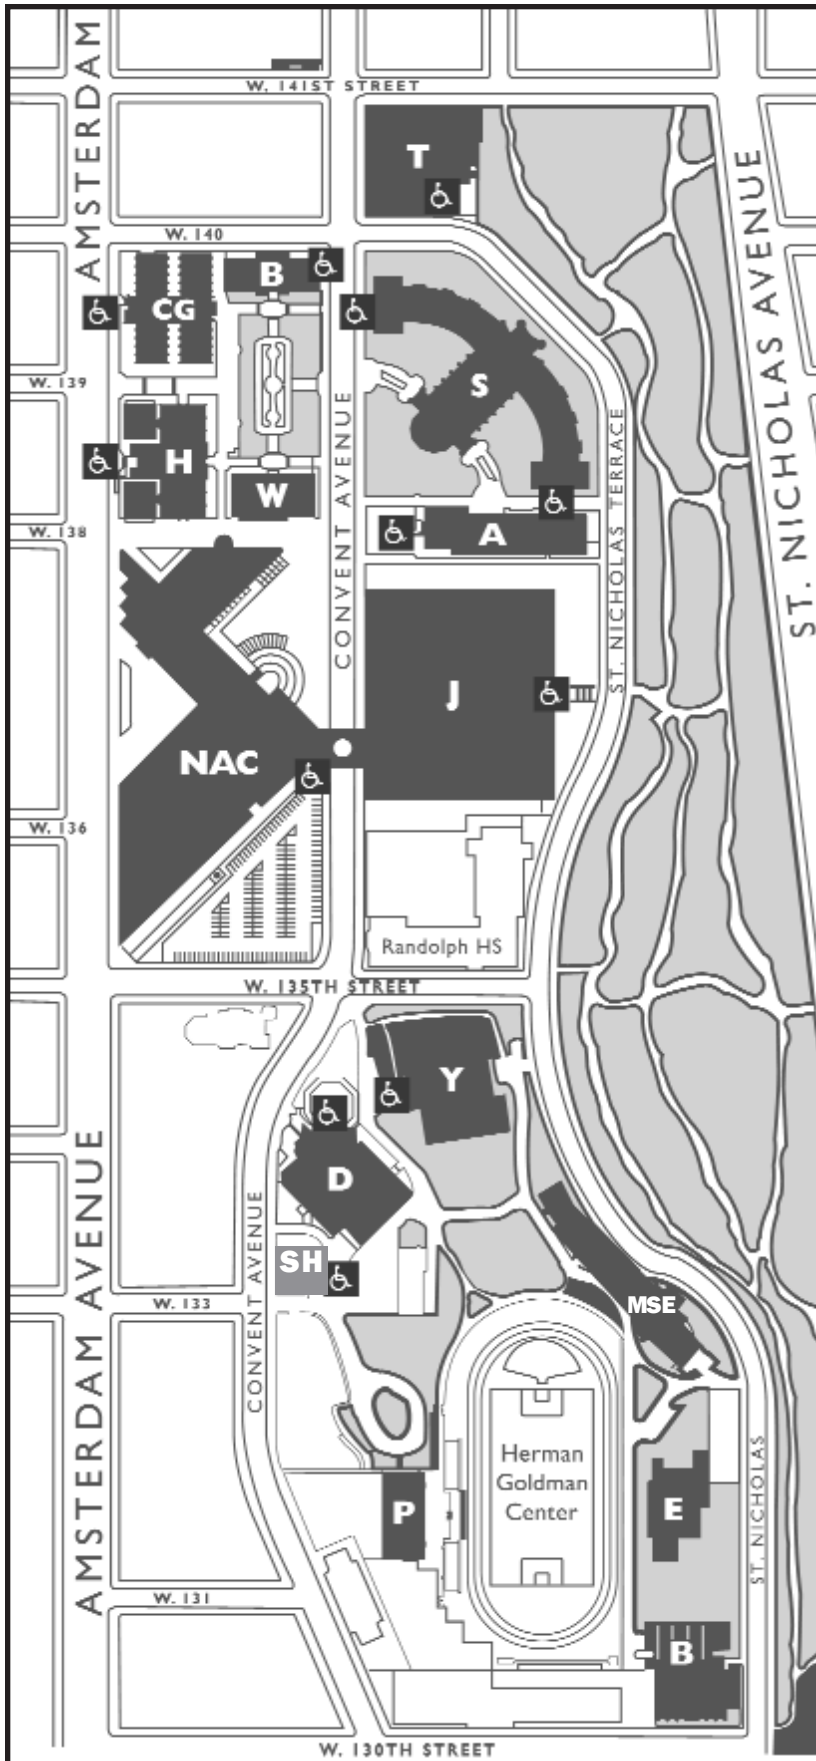 AMSTERDAM
W. 141ST STREET
T
ST. NICHOLAS AVENUE
W. 140
B
CG
S
W. 139
H
W
CONVENT AVENUE
ST. NICHOLAS TERRACE
A
W. 138
J
NAC
W. 136
Randolph HS
W. 135TH STREET
Y
D
AMSTERDAM AVENUE
CONVENT AVENUE
SH
W. 133
MSE
Herman
Goldman
Center
P
E
ST. NICHOLAS
W. 131
B
W. 130TH STREET